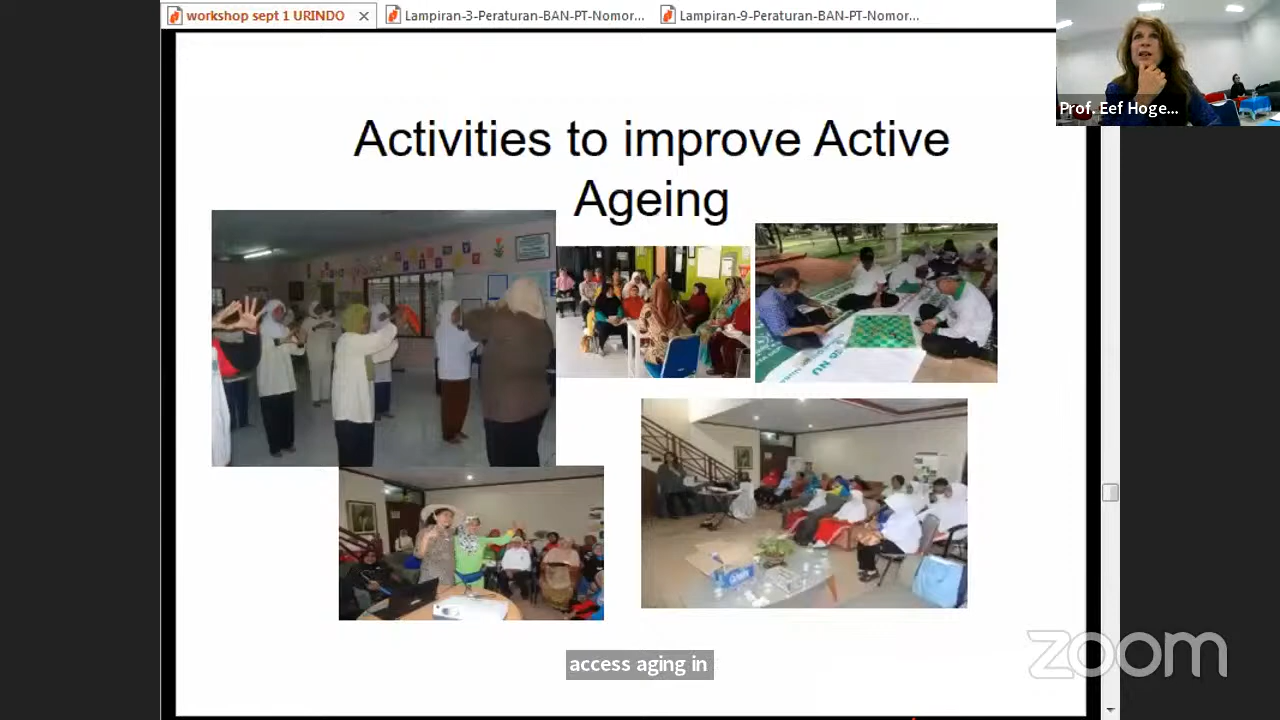 workshop sept 1 URINDO
Lampiran-3-Peraturan-BAN-PT-Nomor...
Lampiran-9-Peraturan-BAN-PT-Nomor...
Prof. Eef Hoge...
Activities to improve Active
Ageing
access aging in
zoom